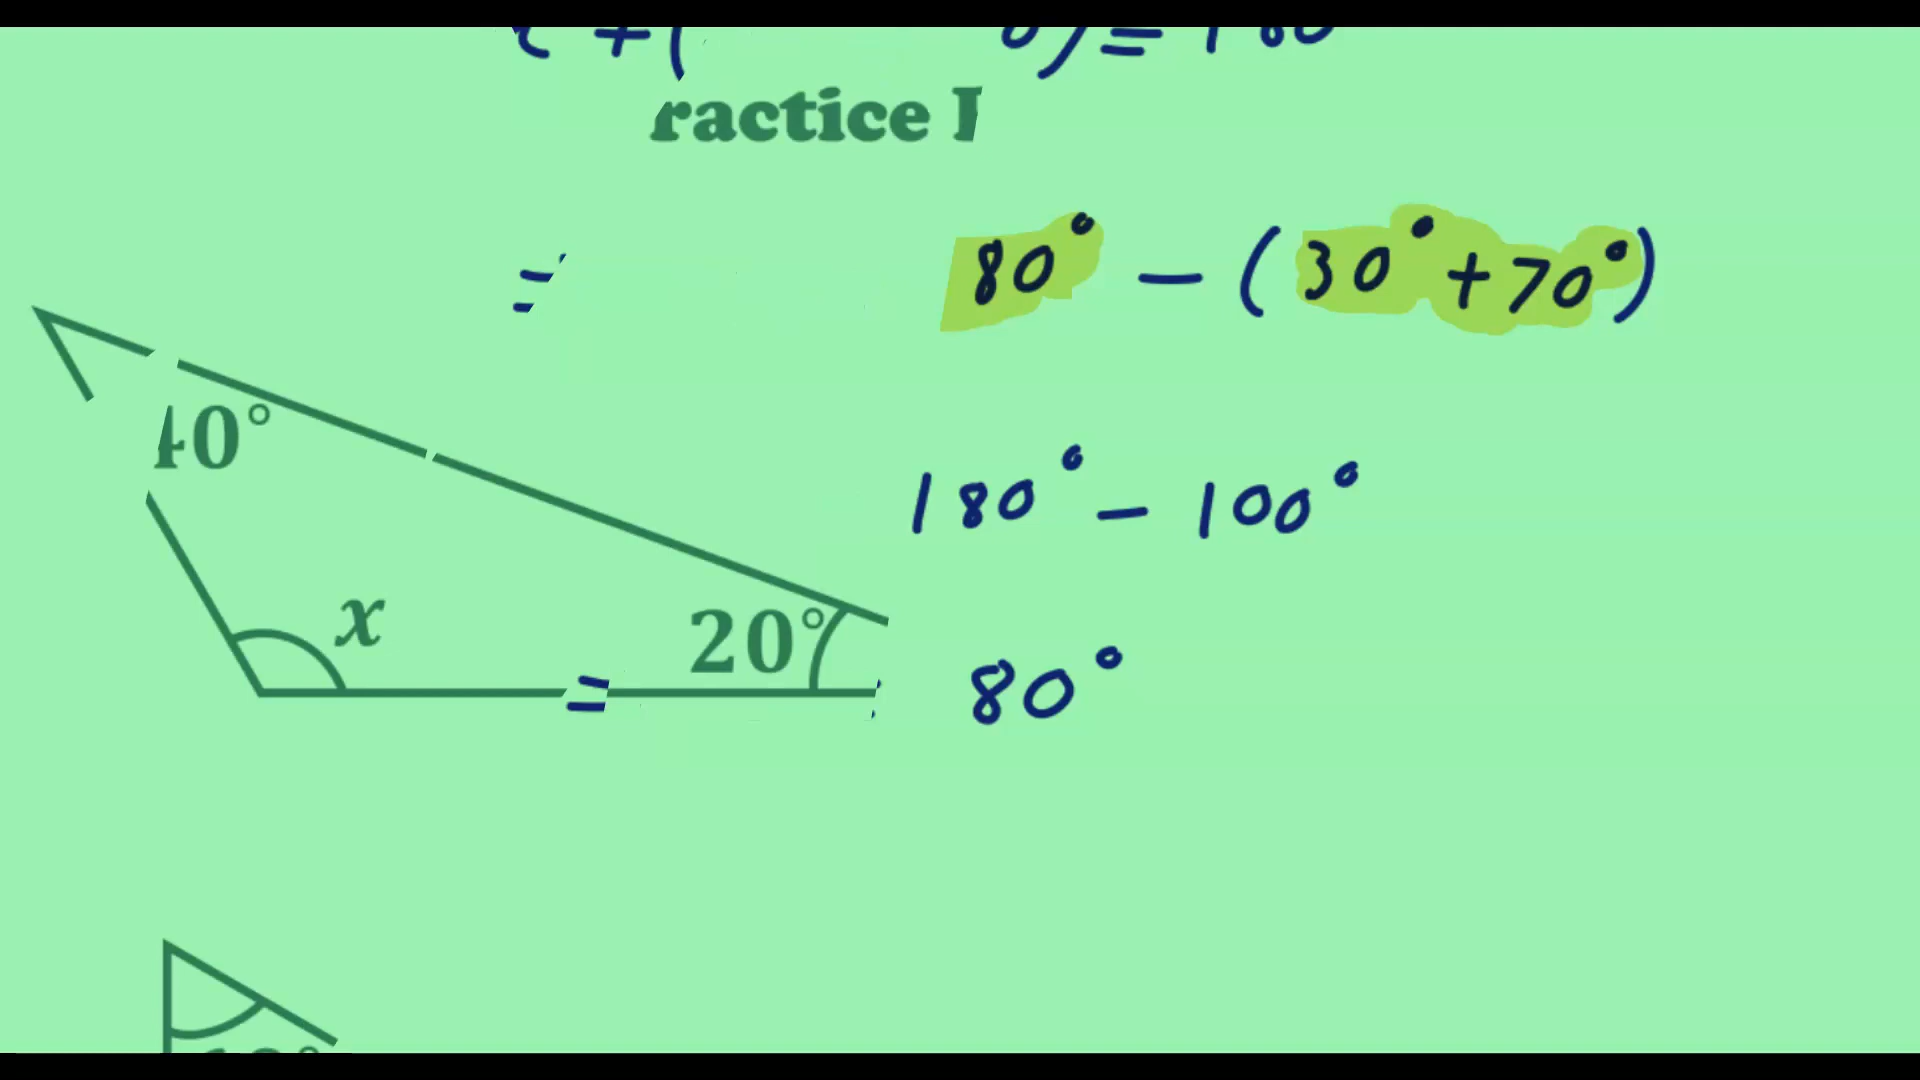 ractice
= 80° - (30° + 70°)
40°
180° - 100°
x
20°
= 80°